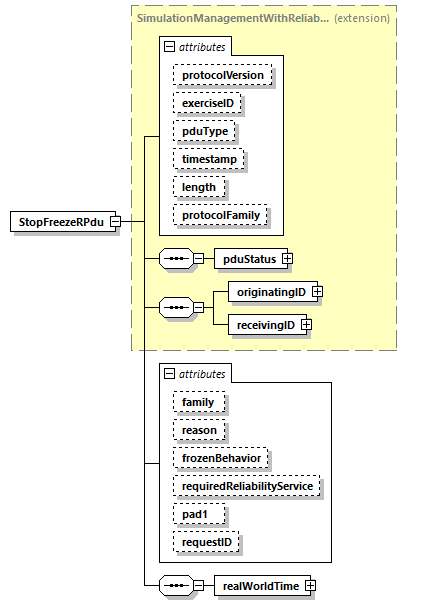 SimulationManagementWithReliab... (extension)
attributes
protocolVersion
exerciseID
pduType
timestamp
length
protocolFamily
StopFreezeRPdu
pduStatus
originatingID
receivingID
attributes
family
reason
frozenBehavior
requiredReliabilityService
pad1
requestID
realWorldTime